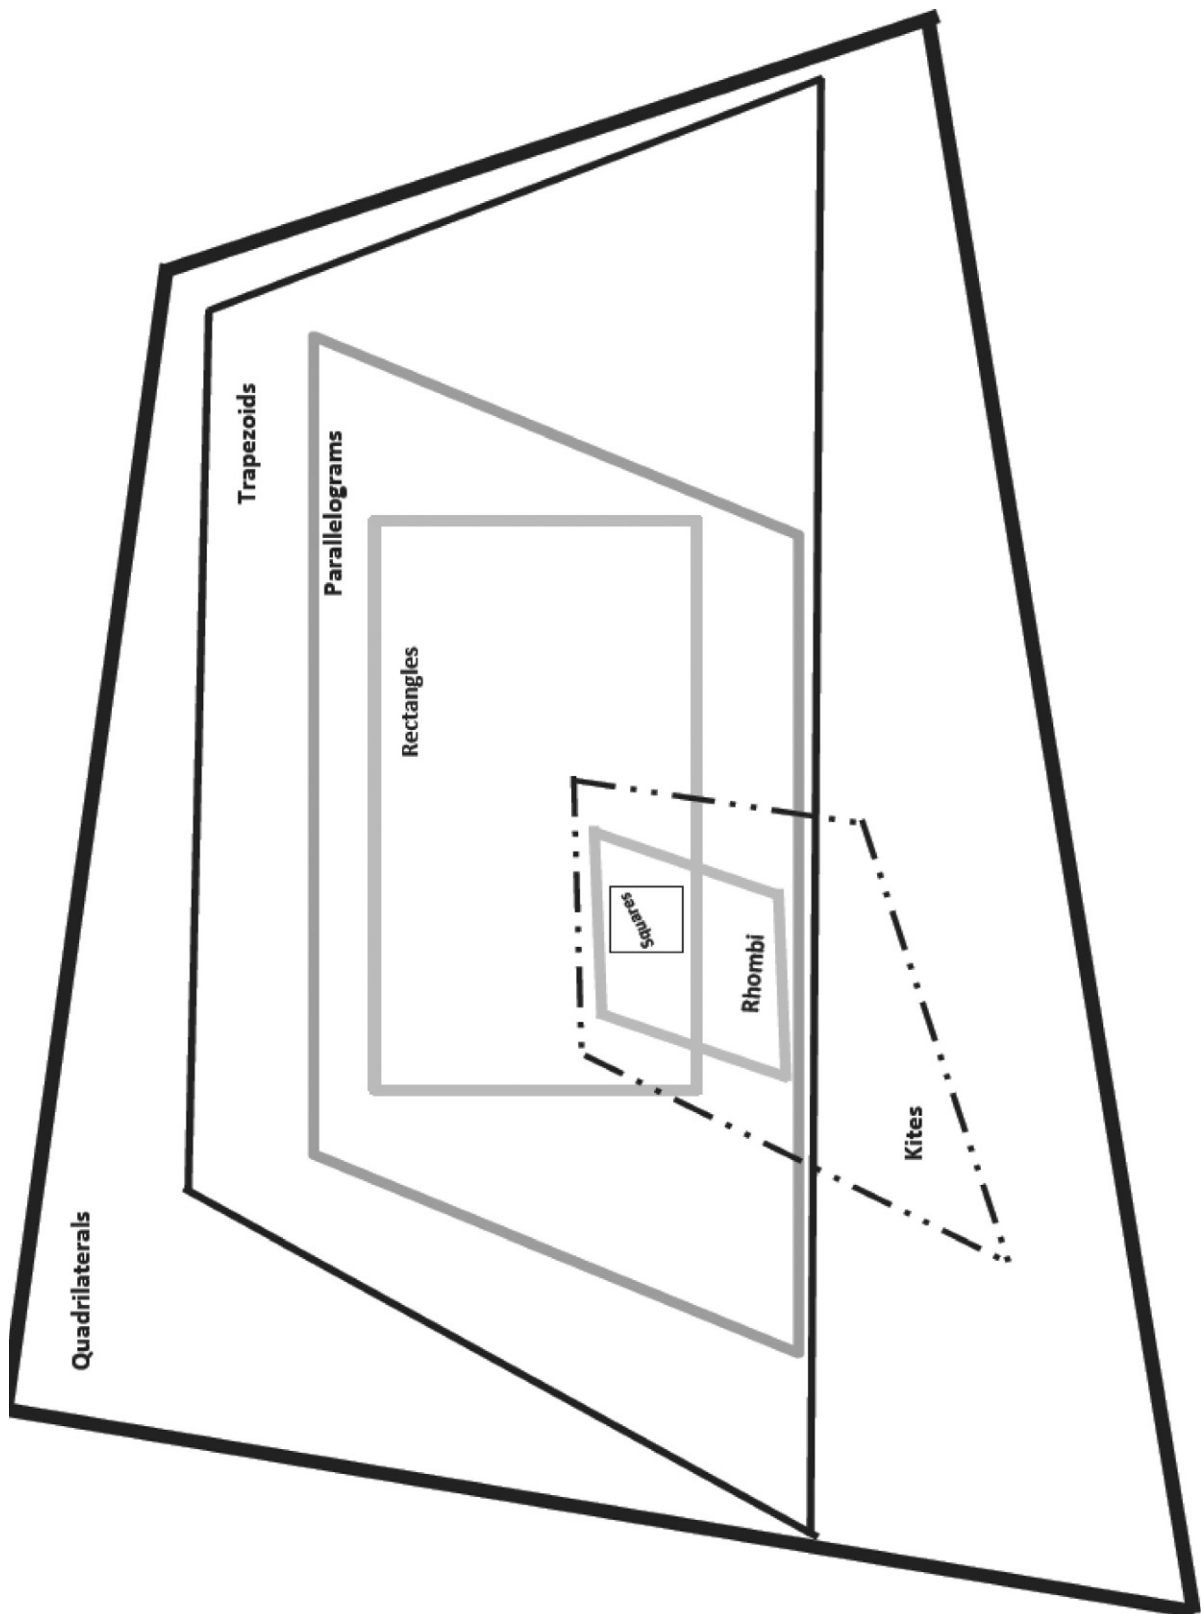 Quadrilaterals
Trapezoids
Parallelograms
Rectangles
Squares
Rhombi
Kites